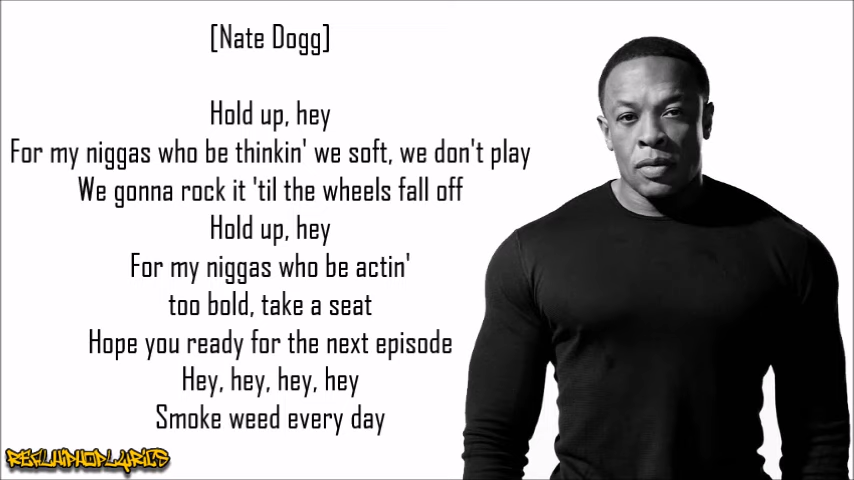 [Nate Dogg]
Hold up, hey
For my niggas who be thinkin' we soft, we don't play
We gonna rock it 'til the wheels fall off
Hold up, hey
For my niggas who be actin'
too bold, take a seat
Hope you ready for the next episode
Hey, hey, hey, hey
Smoke weed every day
REFLHIPHOPLYRICS